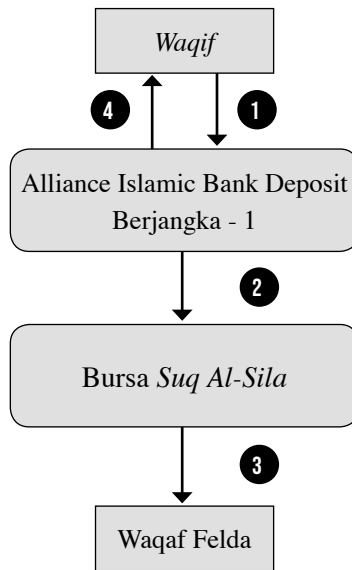 Waqif
4
1
Alliance Islamic Bank Deposit
Berjangka - 1
2
Bursa Suq Al-Sila
3
Waqaf Felda